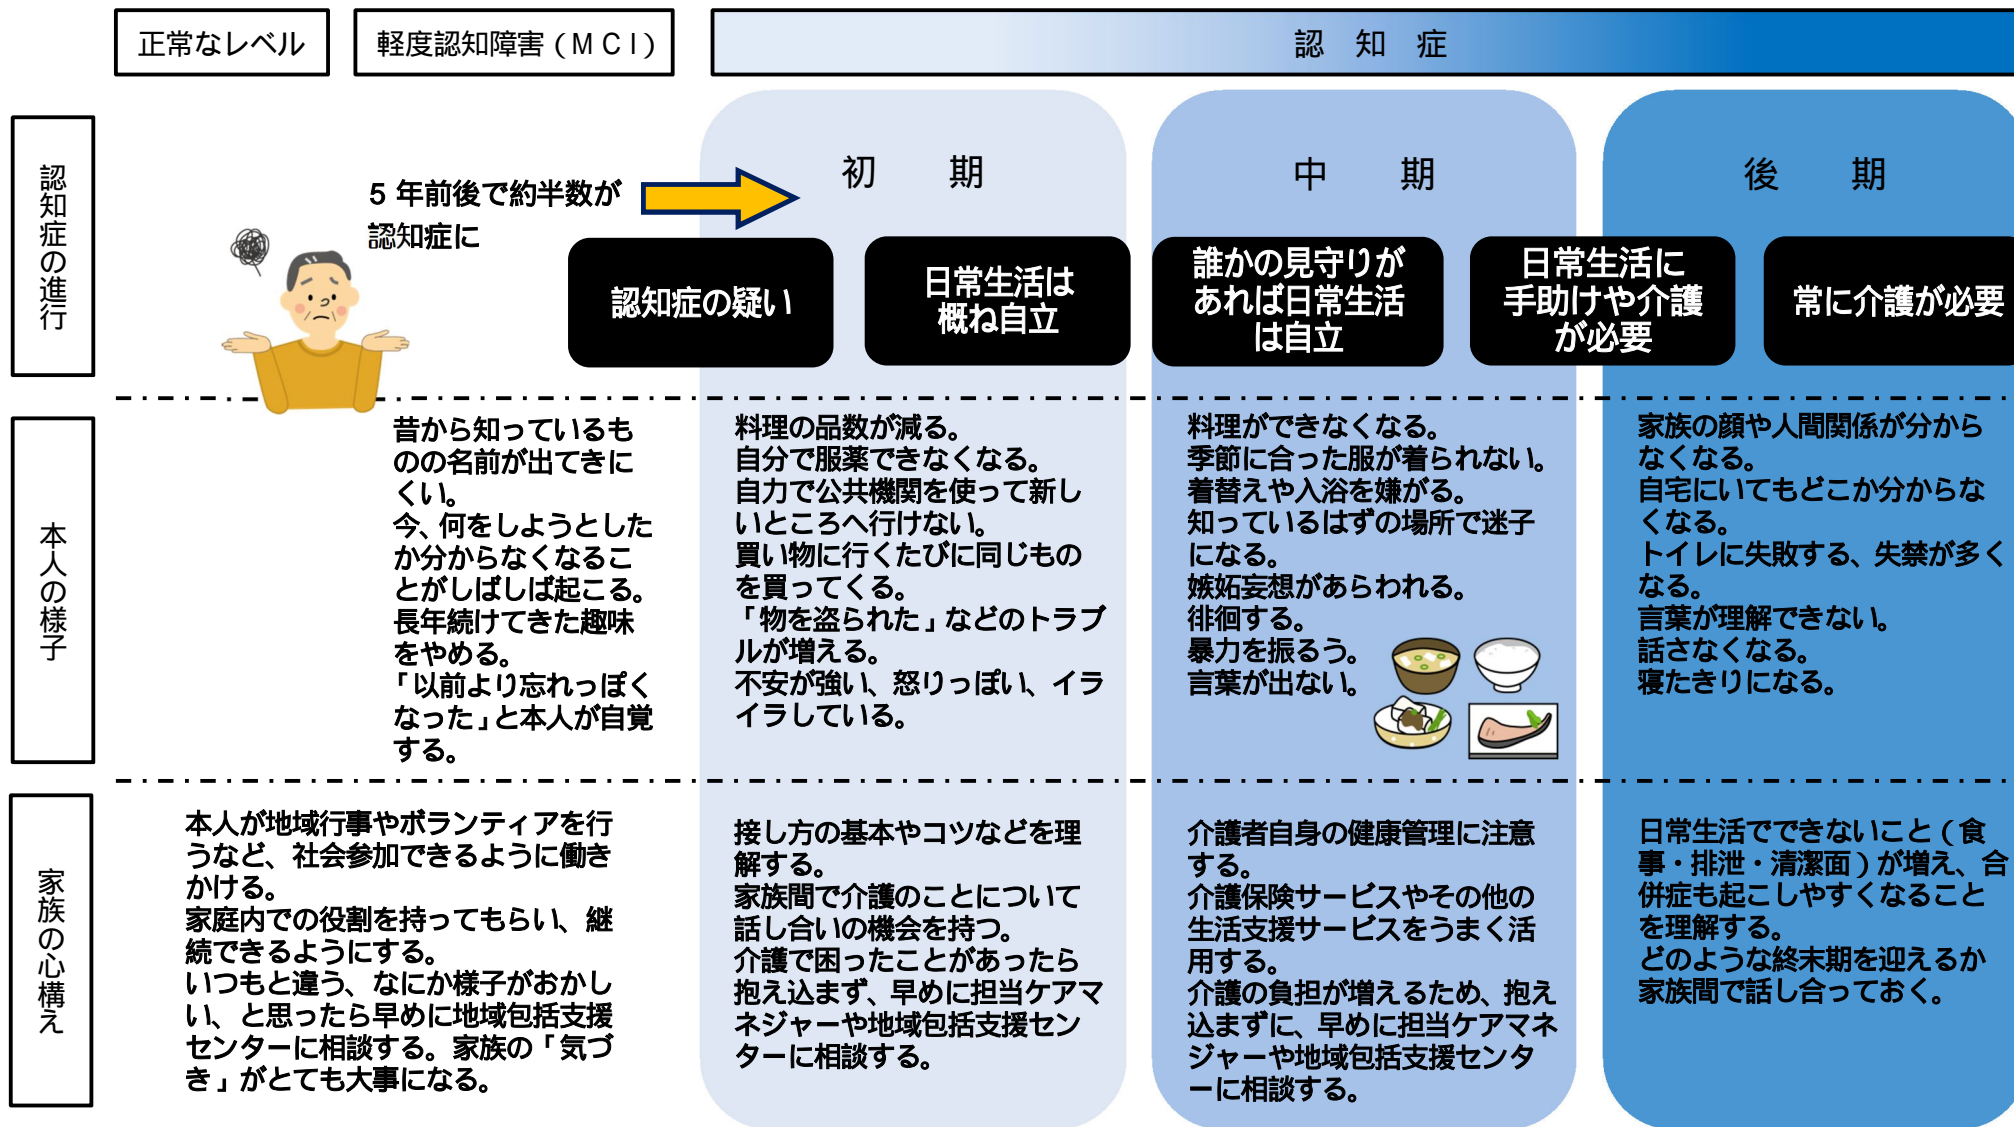 正常なレベル
軽度認知障害（ＭＣＩ）
認　知　症
認知症の進行
5 年前後で約半数が
認知症に
初　　期
中　　期
後　　期
認知症の疑い
日常生活は
概ね自立
誰かの見守りが
あれば日常生活
は自立
日常生活に
手助けや介護
が必要
常に介護が必要
本人の様子
昔から知っているも
のの名前が出てきに
くい。
今、何をしようとした
か分からなくなるこ
とがしばしば起こる。
長年続けてきた趣味
をやめる。
「以前より忘れっぽく
なった」と本人が自覚
する。
料理の品数が減る。
自分で服薬できなくなる。
自力で公共機関を使って新し
いところへ行けない。
買い物に行くたびに同じもの
を買ってくる。
「物を盗られた」などのトラブ
ルが増える。
不安が強い、怒りっぽい、イラ
イラしている。
料理ができなくなる。
季節に合った服が着られない。
着替えや入浴を嫌がる。
知っているはずの場所で迷子
になる。
嫉妬妄想があらわれる。
徘徊する。
暴力を振るう。
言葉が出ない。
家族の顔や人間関係が分から
なくなる。
自宅にいてもどこか分からな
くなる。
トイレに失敗する、失禁が多く
なる。
言葉が理解できない。
話さなくなる。
寝たきりになる。
家族の心構え
本人が地域行事やボランティアを行
うなど、社会参加できるように働き
かける。
家庭内での役割を持ってもらい、継
続できるようにする。
いつもと違う、なにか様子がおかし
い、と思ったら早めに地域包括支援
センターに相談する。家族の「気づ
き」がとても大事になる。
接し方の基本やコツなどを理
解する。
家族間で介護のことについて
話し合いの機会を持つ。
介護で困ったことがあったら
抱え込まず、早めに担当ケアマ
ネジャーや地域包括支援セン
ターに相談する。
介護者自身の健康管理に注意
する。
介護保険サービスやその他の
生活支援サービスをうまく活
用する。
介護の負担が増えるため、抱え
込まずに、早めに担当ケアマネ
ジャーや地域包括支援センタ
ーに相談する。
日常生活でできないこと（食
事・排泄・清潔面）が増え、合
併症も起こしやすくなること
を理解する。
どのような終末期を迎えるか
家族間で話し合っておく。